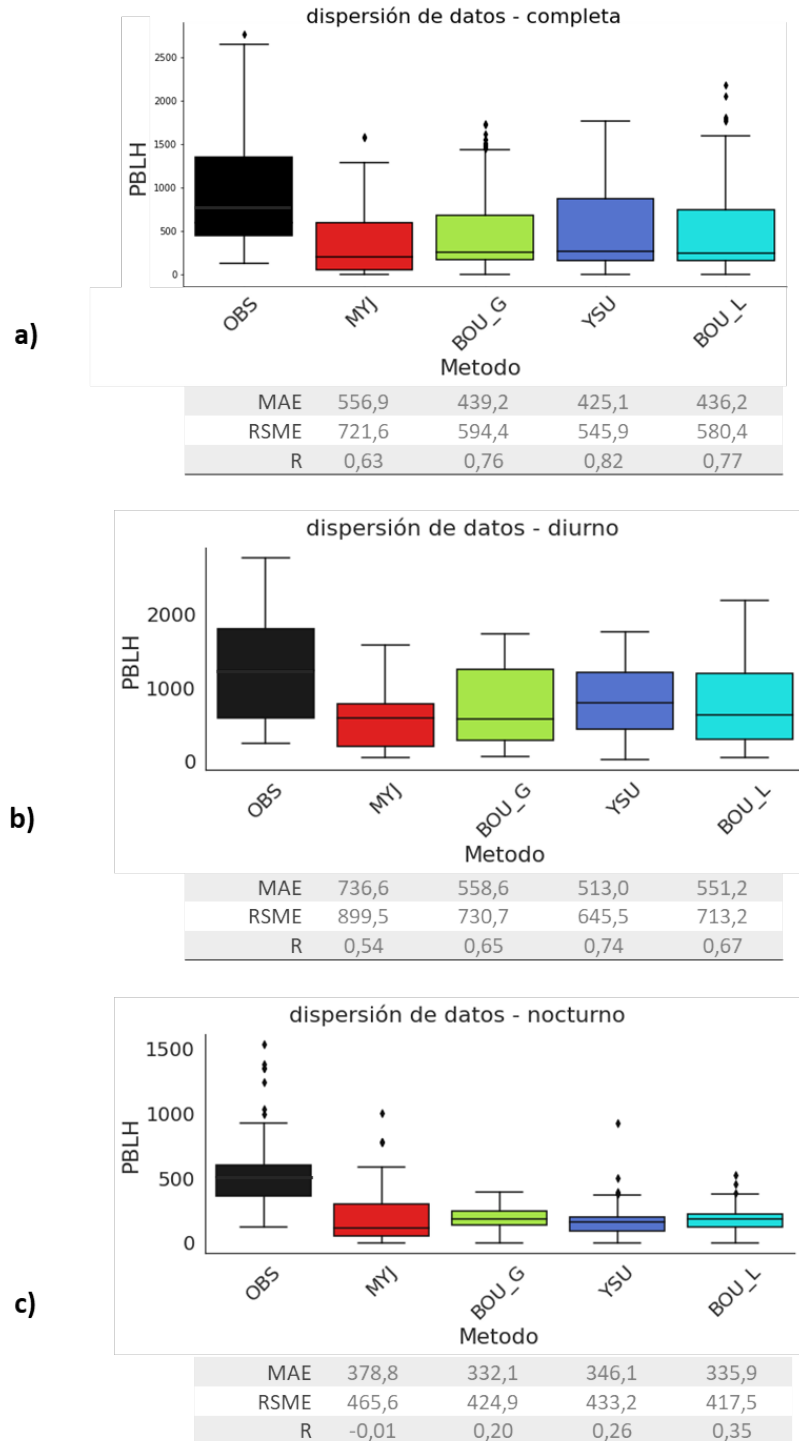 dispersión de datos - completa
2500
2000
1500
1000
500
0
PBLH
OBS MYJ BOU_G YSU BOU_L
a)
Metodo
MAE 556,9 439,2 425,1 436,2
RSME 721,6 594,4 545,9 580,4
R 0,63 0,76 0,82 0,77
dispersión de datos - diurno
2000
1000
0
PBLH
OBS MYJ BOU_G YSU BOU_L
b)
Metodo
MAE 736,6 558,6 513,0 551,2
RSME 899,5 730,7 645,5 713,2
R 0,54 0,65 0,74 0,67
dispersión de datos - nocturno
1500
1000
500
0
PBLH
OBS MYJ BOU_G YSU BOU_L
c)
Metodo
MAE 378,8 332,1 346,1 335,9
RSME 465,6 424,9 433,2 417,5
R -0,01 0,20 0,26 0,35